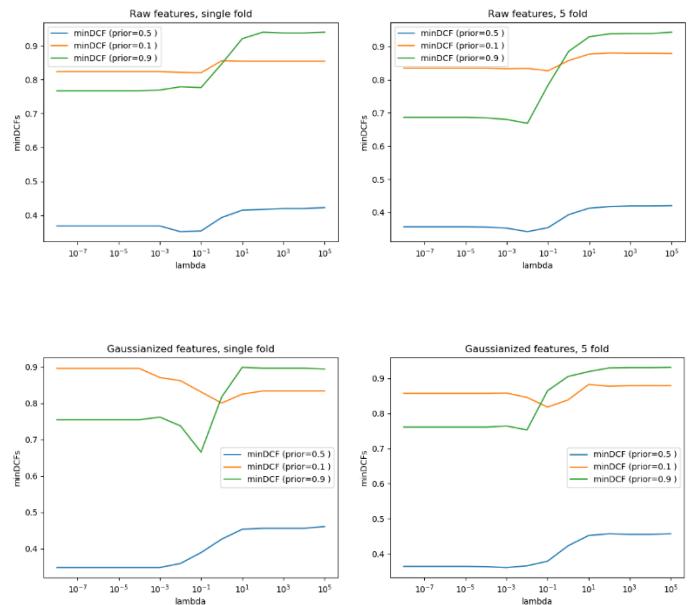 Raw features, single fold
minDCF (prior=0.5 )
minDCF (prior=0.1 )
minDCF (prior=0.9 )
0.9
0.8
0.7
0.6
0.5
0.4
minDCFs
10^-7
10^-5
10^-3
10^-1
10^1
10^3
10^5
lambda
Raw features, 5 fold
minDCF (prior=0.5 )
minDCF (prior=0.1 )
minDCF (prior=0.9 )
0.9
0.8
0.7
0.6
0.5
0.4
minDCFs
10^-7
10^-5
10^-3
10^-1
10^1
10^3
10^5
lambda
Gaussianized features, single fold
0.9
0.8
0.7
0.6
0.5
0.4
minDCFs
minDCF (prior=0.5 )
minDCF (prior=0.1 )
minDCF (prior=0.9 )
10^-7
10^-5
10^-3
10^-1
10^1
10^3
10^5
lambda
Gaussianized features, 5 fold
0.9
0.8
0.7
0.6
0.5
0.4
minDCFs
minDCF (prior=0.5 )
minDCF (prior=0.1 )
minDCF (prior=0.9 )
10^-7
10^-5
10^-3
10^-1
10^1
10^3
10^5
lambda